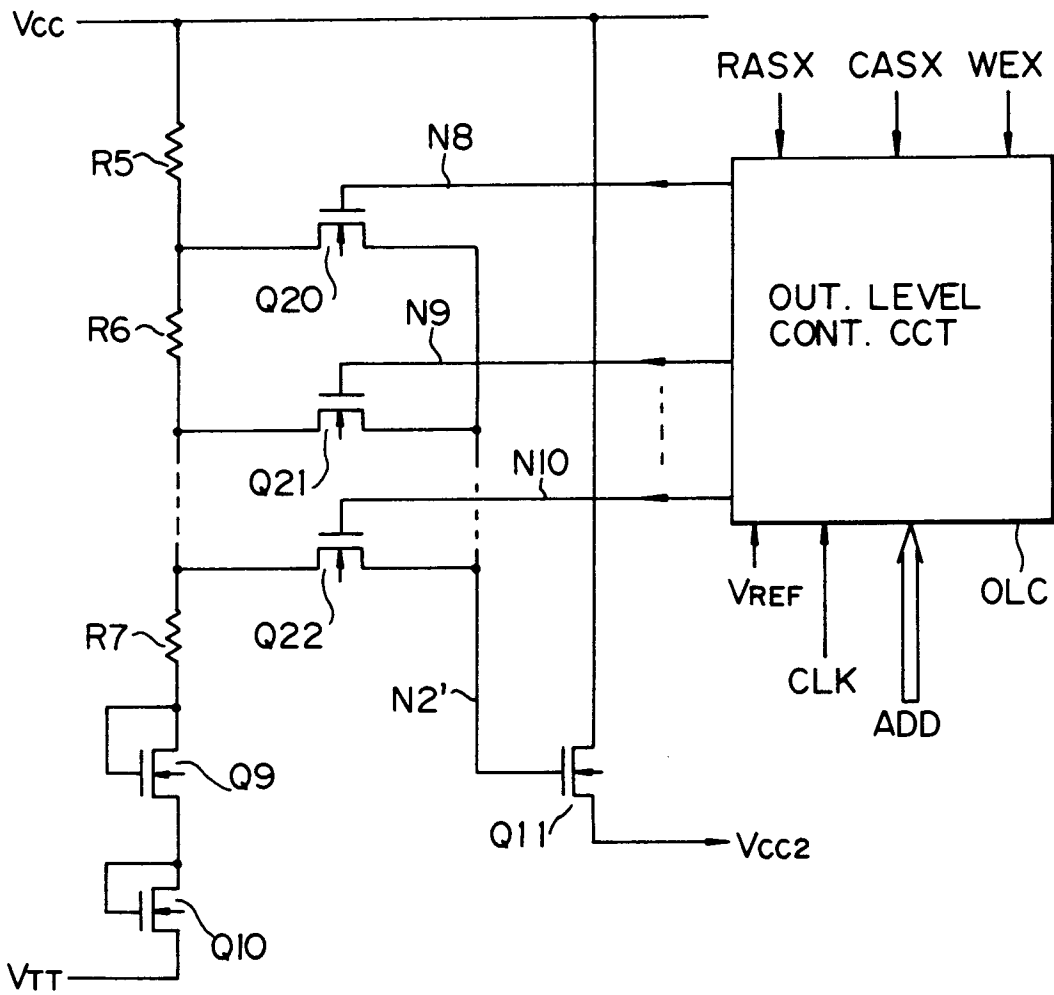 VCC
RASX CASX WEX
N8
R5
Q20
OUT. LEVEL
CONT. CCT
N9
R6
Q21
N10
VREF
OLC
Q22
R7
CLK
N2'
ADD
Q9
Q11
VCC2
Q10
VTT